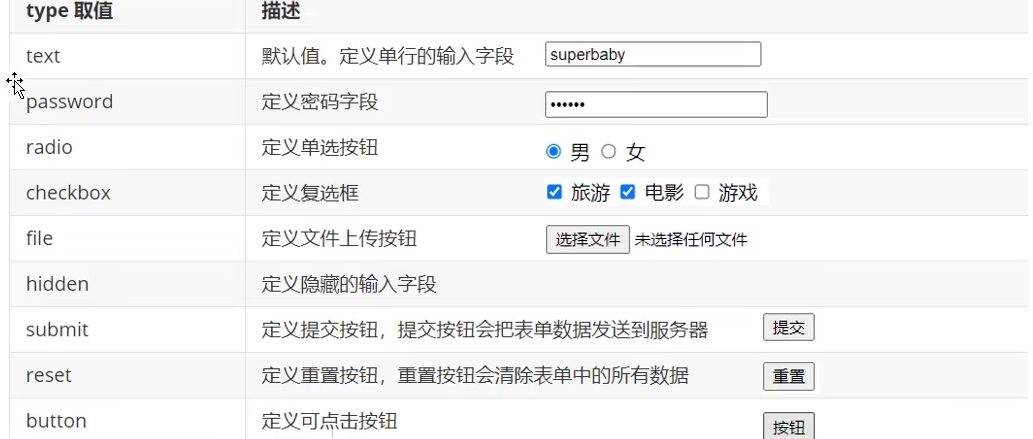 type 取值 描述
text 默认值。定义单行的输入字段 superbaby
password 定义密码字段 ••••••
radio 定义单选按钮 男 女
checkbox 定义复选框 旅游 电影 游戏
file 定义文件上传按钮 选择文件 未选择任何文件
hidden 定义隐藏的输入字段
submit 定义提交按钮，提交按钮会把表单数据发送到服务器 提交
reset 定义重置按钮，重置按钮会清除表单中的所有数据 重置
button 定义可点击按钮 按钮